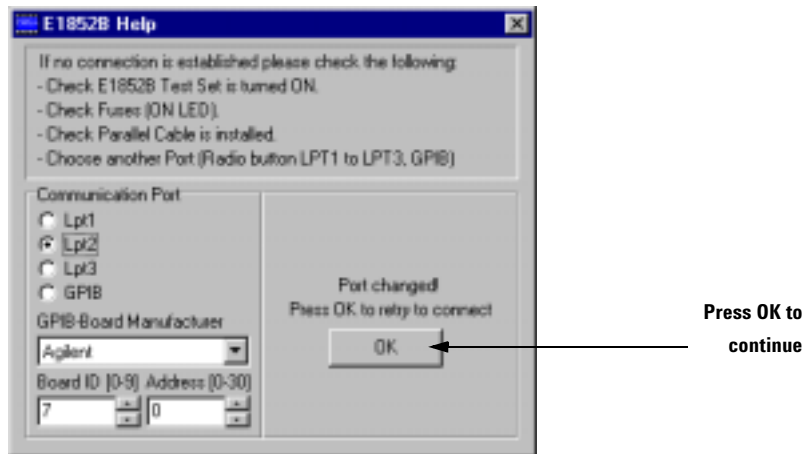 E1852B Help
If no connection is established please check the following:
- Check E1852B Test Set is turned ON.
- Check Fuses (ON LED).
- Check Parallel Cable is installed.
- Choose another Port (Radio button LPT1 to LPT3, GPIB)
Communication Port
Lpt1
Lpt2
Lpt3
GPIB
GPIB-Board Manufacturer
Agilent
Board ID [0-9] Address [0-30]
7 0
Port changed!
Press OK to retry to connect
OK
Press OK to
continue